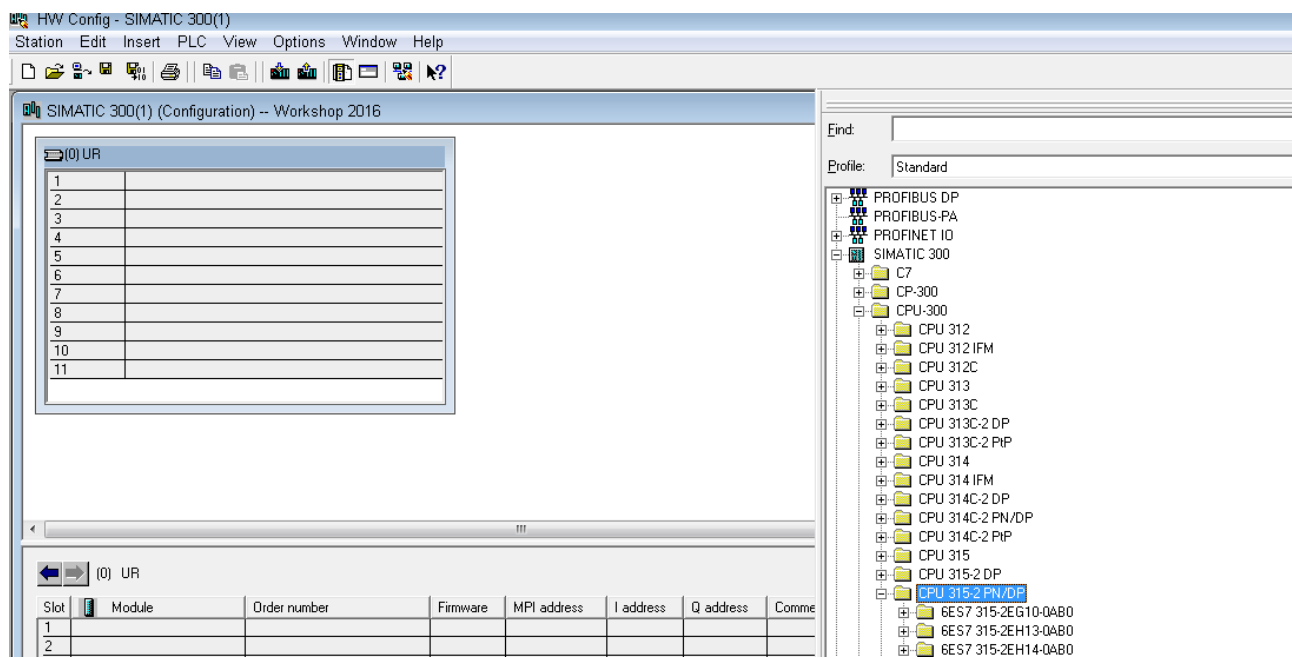 HW Config - SIMATIC 300(1)
Station Edit Insert PLC View Options Window Help
SIMATIC 300(1) (Configuration) -- Workshop 2016
(0) UR
1
2
3
4
5
6
7
8
9
10
11
(0) UR
Slot Module Order number Firmware MPI address I address Q address Comme
1
2
Find:
Profile: Standard
PROFIBUS DP
PROFIBUS-PA
PROFINET IO
SIMATIC 300
C7
CP-300
CPU-300
CPU 312
CPU 312 IFM
CPU 312C
CPU 313
CPU 313C
CPU 313C-2 DP
CPU 313C-2 PtP
CPU 314
CPU 314 IFM
CPU 314C-2 DP
CPU 314C-2 PN/DP
CPU 314C-2 PtP
CPU 315
CPU 315-2 DP
CPU 315-2 PN/DP
6ES7 315-2EG10-0AB0
6ES7 315-2EH13-0AB0
6ES7 315-2EH14-0AB0